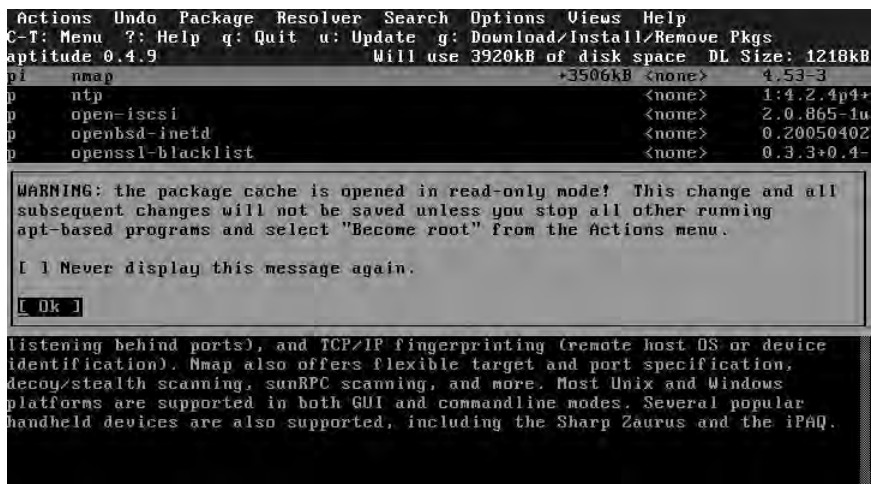 Actions Undo Package Resolver Search Options Views Help
C-T: Menu ?: Help q: Quit u: Update g: Download/Install/Remove Pkgs
aptitude 0.4.9 Will use 3920kB of disk space DL Size: 1218kB
pi nmap +3506kB <none> 4.53-3
p ntp <none> 1:4.2.4p4+
p open-iscsi <none> 2.0.865-1u
p openbsd-inetd <none> 0.20050402
p openssl-blacklist <none> 0.3.3+0.4-
WARNING: the package cache is opened in read-only mode! This change and all
subsequent changes will not be saved unless you stop all other running
apt-based programs and select "Become root" from the Actions menu.
[ ] Never display this message again.
[ Ok ]
listening behind ports), and TCP/IP fingerprinting (remote host OS or device
identification). Nmap also offers flexible target and port specification,
decoy/stealth scanning, sunRPC scanning, and more. Most Unix and Windows
platforms are supported in both GUI and commandline modes. Several popular
handheld devices are also supported, including the Sharp Zaurus and the iPAQ.